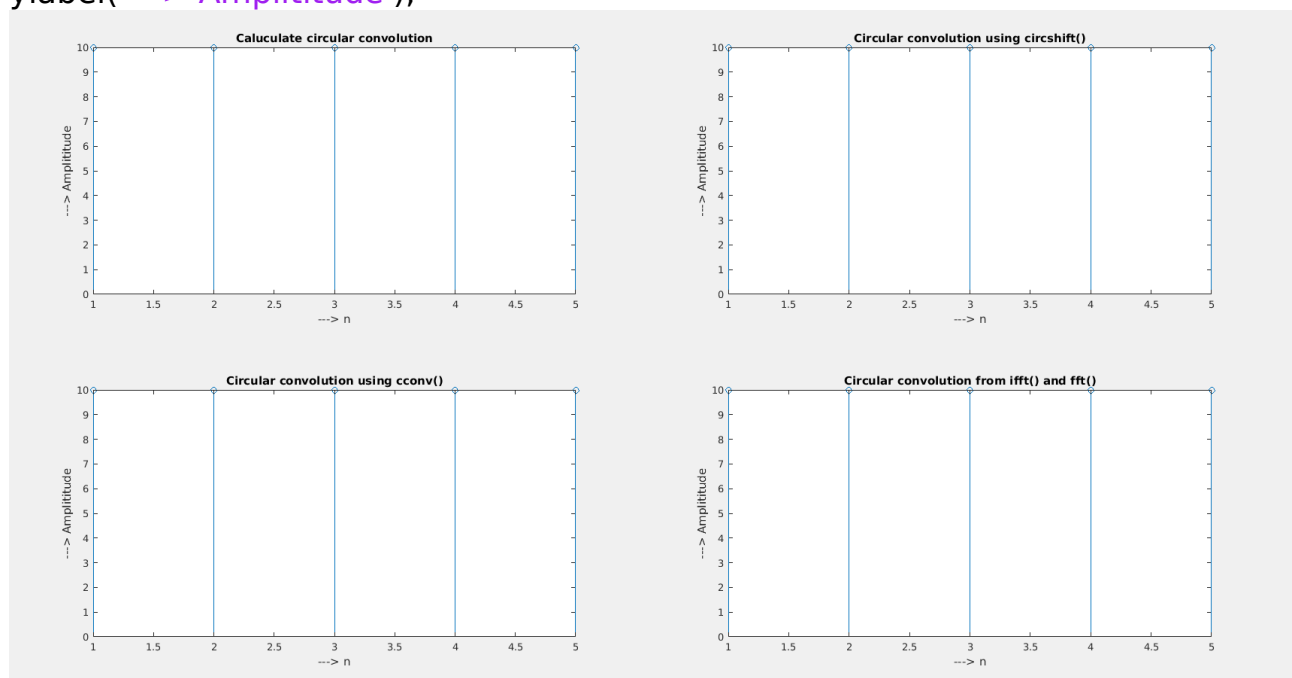 ylabel('---> Amplititude');
Caluculate circular convolution
10
9
8
7
6
5
4
3
2
1
0
---> Amplititude
1 1.5 2 2.5 3 3.5 4 4.5 5
---> n
Circular convolution using circshift()
10
9
8
7
6
5
4
3
2
1
0
---> Amplititude
1 1.5 2 2.5 3 3.5 4 4.5 5
---> n
Circular convolution using cconv()
10
9
8
7
6
5
4
3
2
1
0
---> Amplititude
1 1.5 2 2.5 3 3.5 4 4.5 5
---> n
Circular convolution from ifft() and fft()
10
9
8
7
6
5
4
3
2
1
0
---> Amplititude
1 1.5 2 2.5 3 3.5 4 4.5 5
---> n